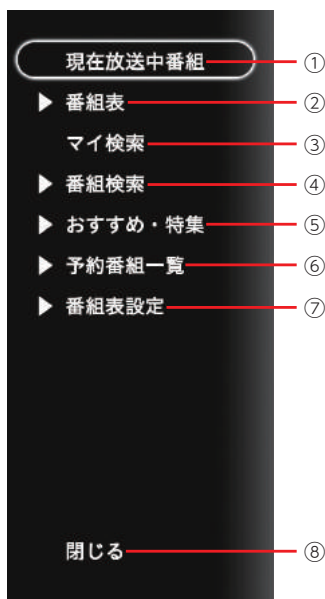 現在放送中番組 ①
▶ 番組表 ②
マイ検索 ③
▶ 番組検索 ④
▶ おすすめ・特集 ⑤
▶ 予約番組一覧 ⑥
▶ 番組表設定 ⑦
閉じる ⑧